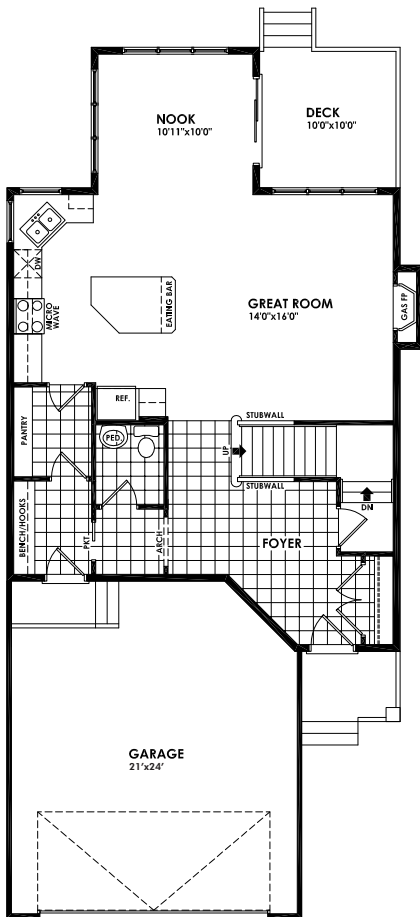 NOOK
10'11"x10'0"
DECK
10'0"x10'0"
DW
MICRO
WAVE
EATING BAR
GREAT ROOM
14'0"x16'0"
GAS FP
REF.
STUBWALL
PANTRY
PED.
UP
STUBWALL
DN
BENCH/HOOKS
PKT
ARCH
FOYER
GARAGE
21'x24'